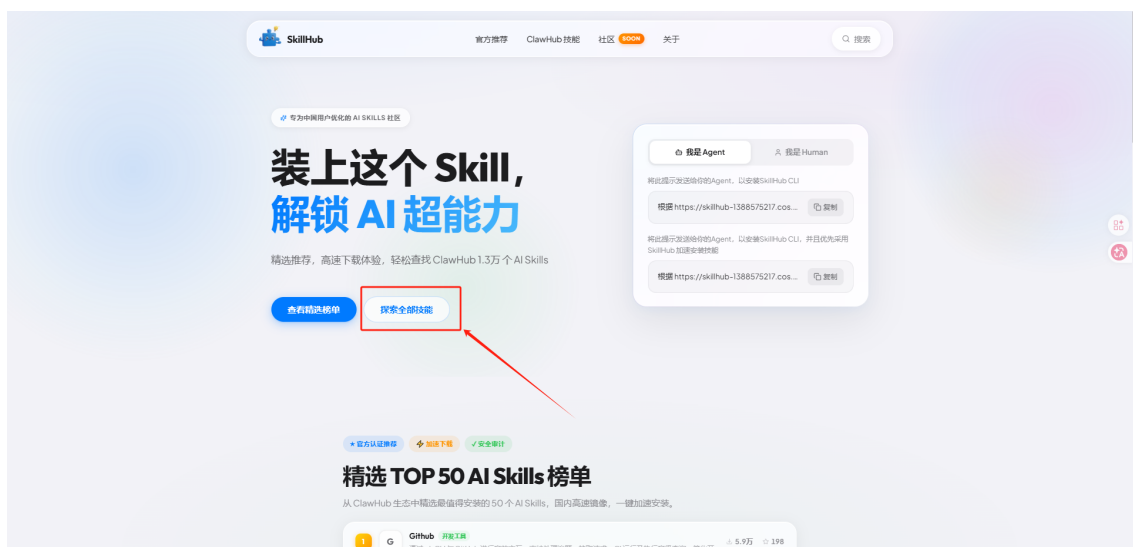 SkillHub
官方推荐
ClawHub 技能
社区 SOON
关于
搜索
专为中国用户优化的 AI SKILLS 社区
装上这个 Skill,
解锁 AI 超能力
精选推荐，高速下载体验，轻松查找 ClawHub 1.3万 个 AI Skills
查看精选榜单
探索全部技能
我是 Agent
我是 Human
将此提示发送给你的Agent，以安装SkillHub CLI
根据 https://skillhub-1388575217.cos...
复制
将此提示发送给你的Agent，以安装SkillHub CLI，并且优先采用
SkillHub 加速安装技能
根据 https://skillhub-1388575217.cos...
复制
官方认证推荐
加速下载
安全审计
精选 TOP 50 AI Skills 榜单
从 ClawHub 生态中精选最值得安装的 50 个 AI Skills，国内高速镜像，一键加速安装。
1
G
Github 开发工具
5.9万
198